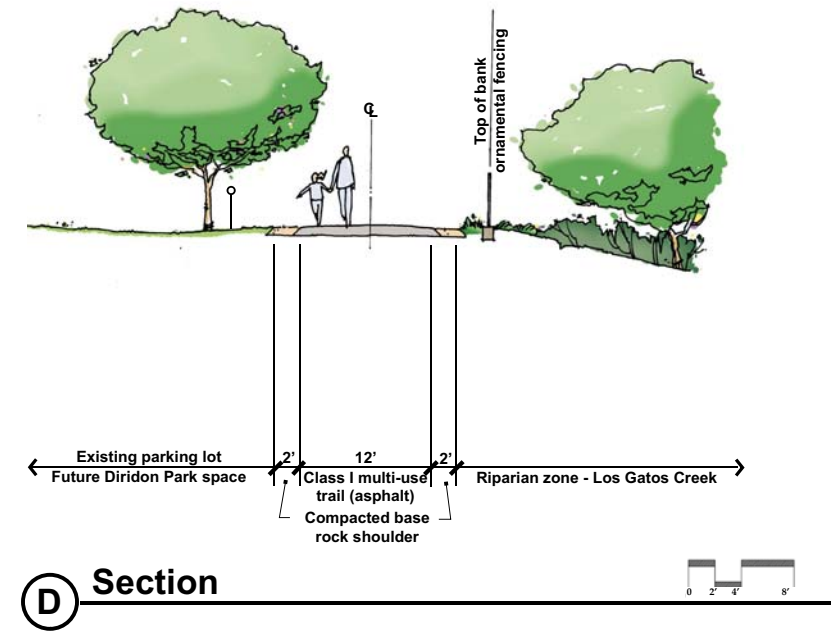 ℄
Top of bank
ornamental fencing
Existing parking lot
Future Diridon Park space
2’
12’
2’
Class I multi-use
trail (asphalt)
Riparian zone - Los Gatos Creek
Compacted base
rock shoulder
D
Section
0 2’ 4’ 8’